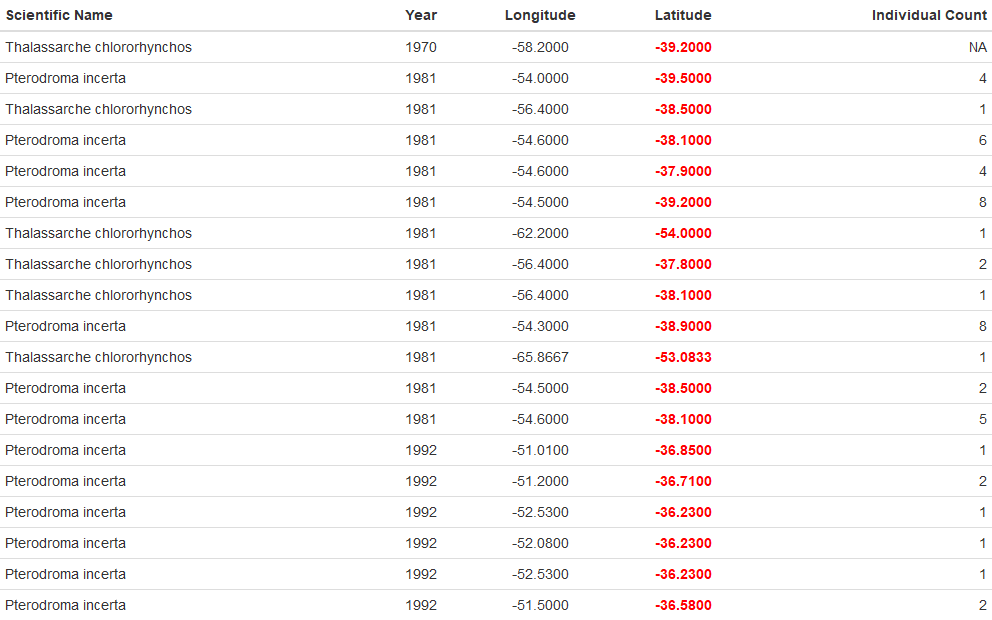 Scientific Name Year Longitude Latitude Individual Count
Thalassarche chlororhynchos 1970 -58.2000 -39.2000 NA
Pterodroma incerta 1981 -54.0000 -39.5000 4
Thalassarche chlororhynchos 1981 -56.4000 -38.5000 1
Pterodroma incerta 1981 -54.6000 -38.1000 6
Pterodroma incerta 1981 -54.6000 -37.9000 4
Pterodroma incerta 1981 -54.5000 -39.2000 8
Thalassarche chlororhynchos 1981 -62.2000 -54.0000 1
Thalassarche chlororhynchos 1981 -56.4000 -37.8000 2
Thalassarche chlororhynchos 1981 -56.4000 -38.1000 1
Pterodroma incerta 1981 -54.3000 -38.9000 8
Thalassarche chlororhynchos 1981 -65.8667 -53.0833 1
Pterodroma incerta 1981 -54.5000 -38.5000 2
Pterodroma incerta 1981 -54.6000 -38.1000 5
Pterodroma incerta 1992 -51.0100 -36.8500 1
Pterodroma incerta 1992 -51.2000 -36.7100 2
Pterodroma incerta 1992 -52.5300 -36.2300 1
Pterodroma incerta 1992 -52.0800 -36.2300 1
Pterodroma incerta 1992 -52.5300 -36.2300 1
Pterodroma incerta 1992 -51.5000 -36.5800 2